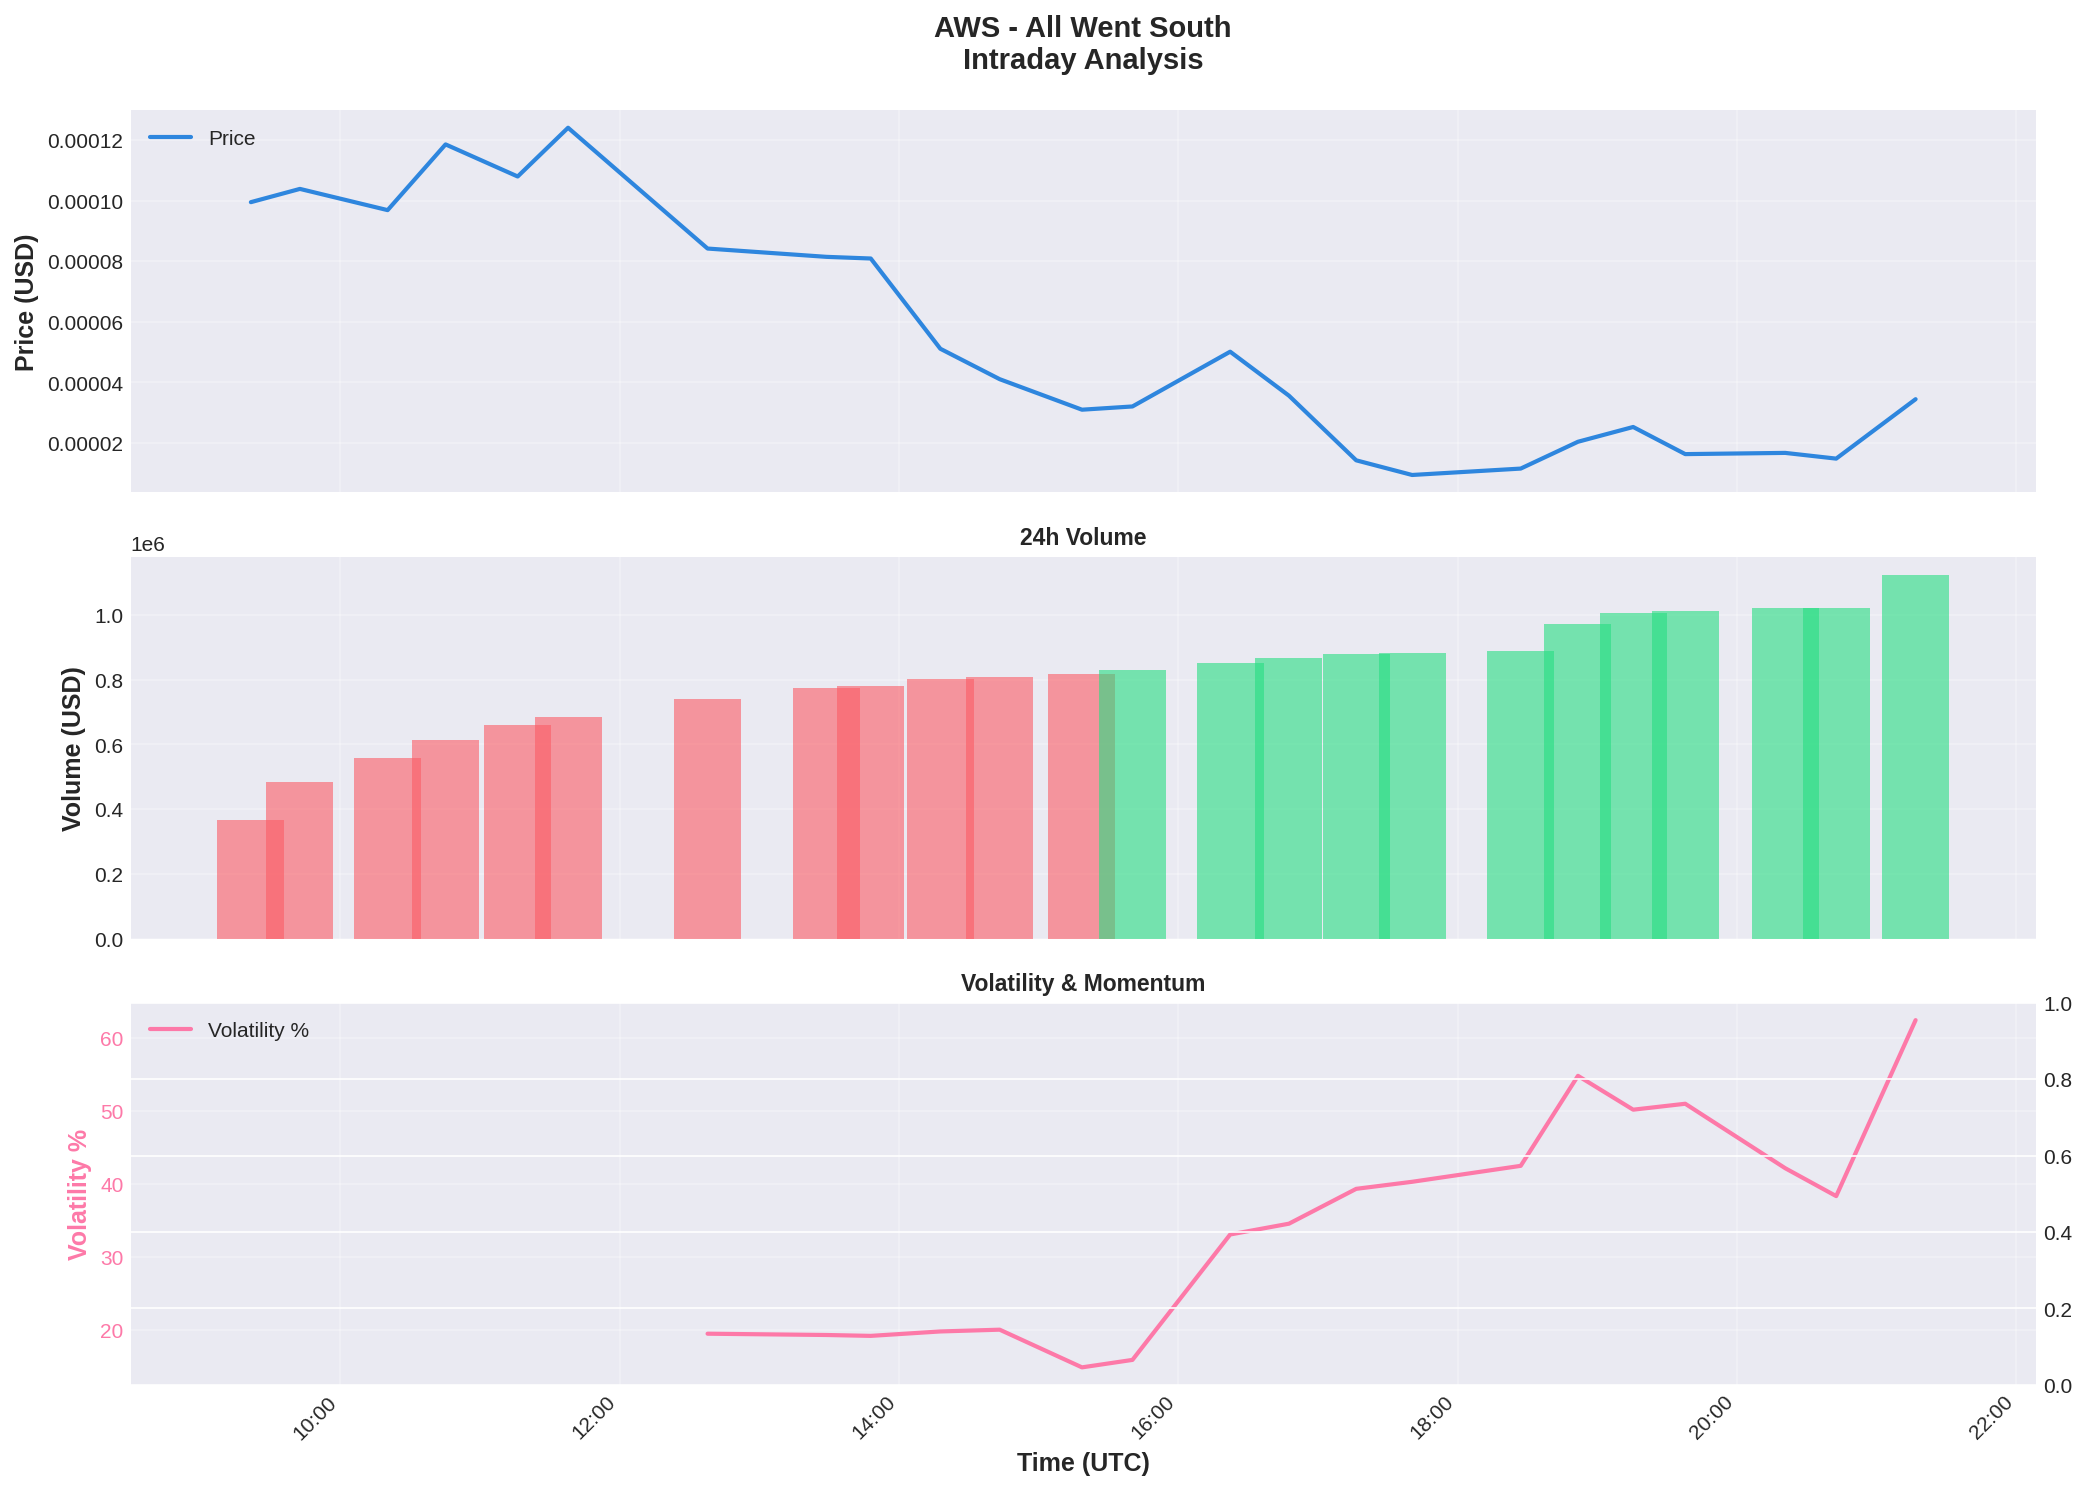 AWS - All Went South
Intraday Analysis
Price
Price (USD)
0.00012
0.00010
0.00008
0.00006
0.00004
0.00002
24h Volume
1e6
Volume (USD)
1.0
0.8
0.6
0.4
0.2
0.0
Volatility & Momentum
Volatility %
Volatility %
60
50
40
30
20
1.0
0.8
0.6
0.4
0.2
0.0
10:00
12:00
14:00
16:00
18:00
20:00
22:00
Time (UTC)